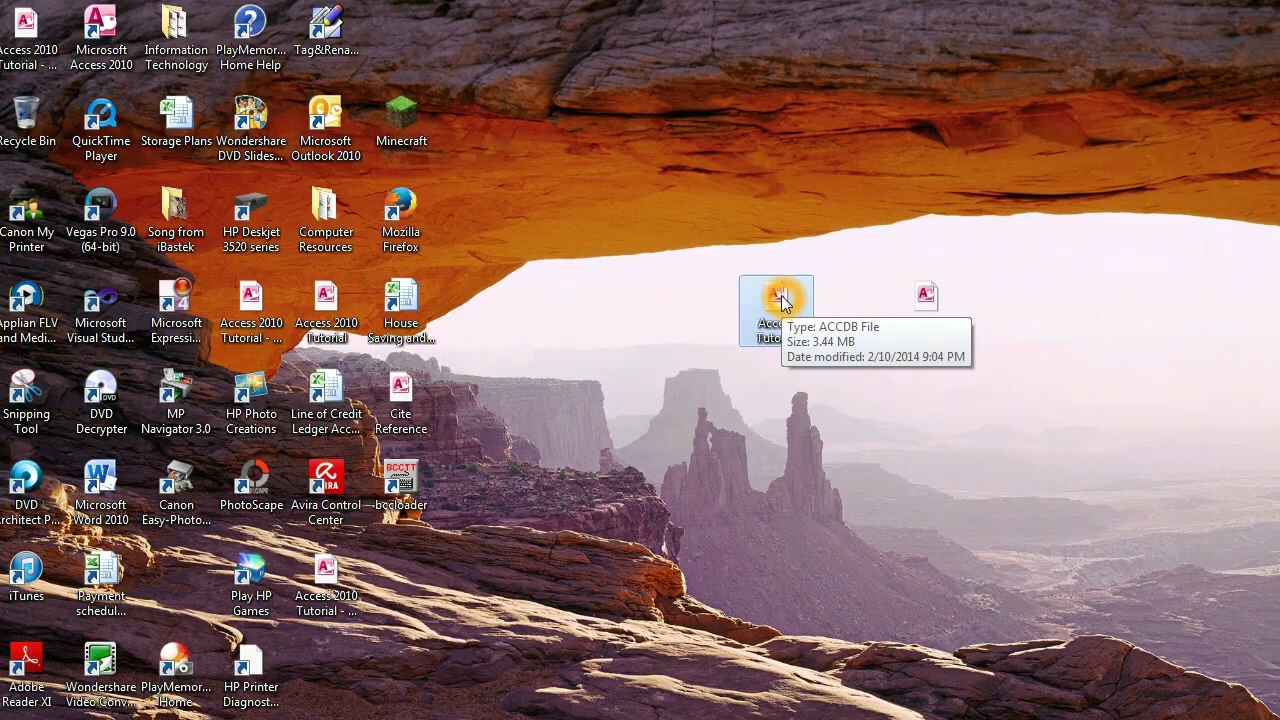 Access 2010
Tutorial - ...
Microsoft
Access 2010
Information
Technology
PlayMemor...
Home Help
Tag&Rena...
Recycle Bin
QuickTime
Player
Storage Plans
Wondershare
DVD Slides...
Microsoft
Outlook 2010
Minecraft
Canon My
Printer
Vegas Pro 9.0
(64-bit)
Song from
iBastek
HP Deskjet
3520 series
Computer
Resources
Mozilla
Firefox
Applian FLV
and Medi...
Microsoft
Visual Stud...
Microsoft
Expressi...
Access 2010
Tutorial - ...
Access 2010
Tutorial
House
Saving and...
Acce
Tuto
Type: ACCDB File
Size: 3.44 MB
Date modified: 2/10/2014 9:04 PM
Snipping
Tool
DVD
DVD
Decrypter
MP
Navigator 3.0
HP Photo
Creations
Line of Credit
Ledger Acc...
Cite
Reference
DVD
Architect P...
Microsoft
Word 2010
Canon
Easy-Photo...
PhotoScape
Avira Control
Center
BCCTT
bccloader
iTunes
Payment
schedul...
Play HP
Games
Access 2010
Tutorial - ...
Adobe
Reader XI
Wondershare
Video Conv...
PlayMemor...
Home
HP Printer
Diagnost...